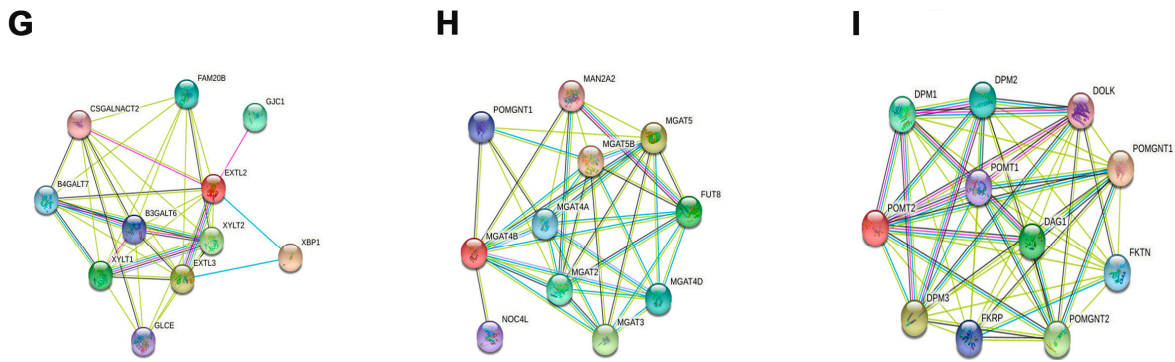 G
FAM20B
GJC1
CSGALNACT2
EXTL2
B4GALT7
B3GALT6
XYLT2
XBP1
XYLT1
EXTL3
GLCE
H
MAN2A2
POMGNT1
MGAT5
MGAT5B
FUT8
MGAT4A
MGAT4B
MGAT2
MGAT4D
NOC4L
MGAT3
I
DPM2
DPM1
DOLK
POMGNT1
POMT1
POMT2
DAG1
FKTN
DPM3
FKRP
POMGNT2